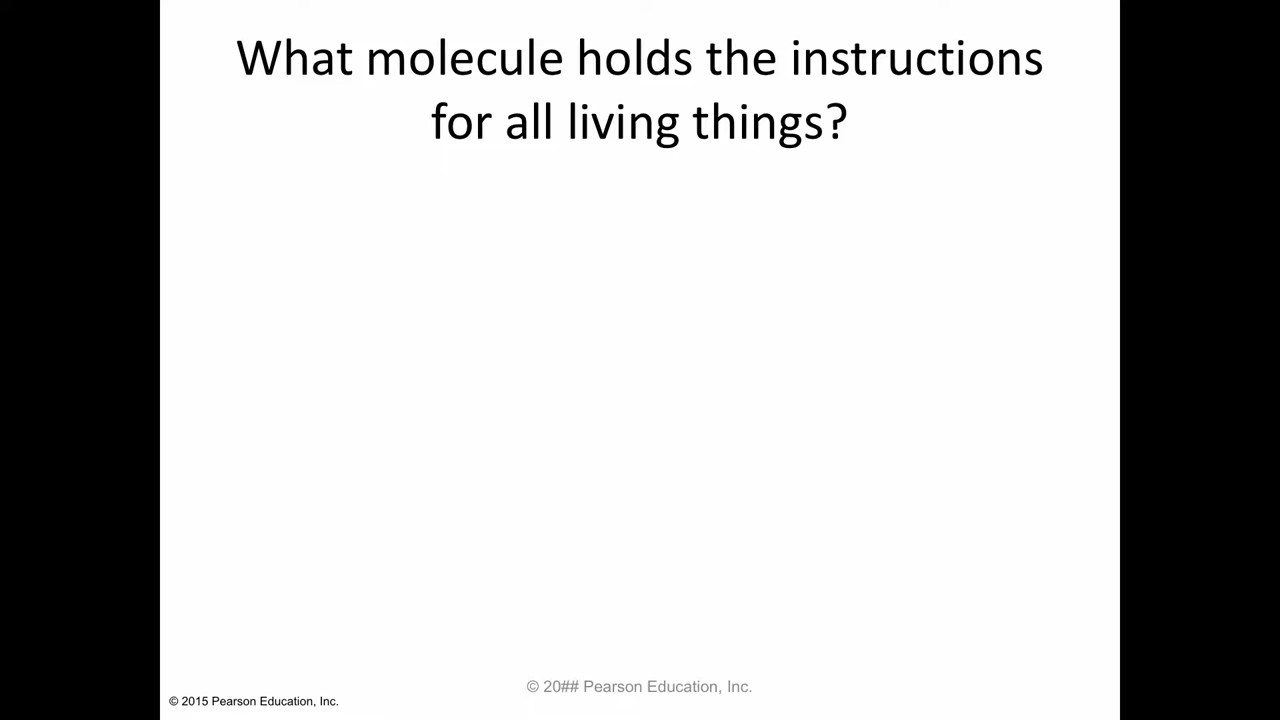 What molecule holds the instructions
for all living things?
© 20## Pearson Education, Inc.
© 2015 Pearson Education, Inc.